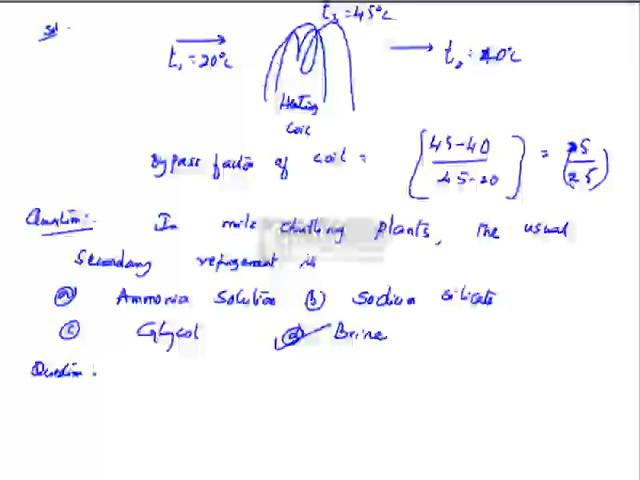 Sol -
t₃ = 45°C
t₁ = 20°C
t₂ = 40°C
Heating
coil
Bypass factor of coil = [45-40 / 45-20] = (5/25)
Question:- In milk chilling plants, the usual
Secondary refrigerant is
(a) Ammonia Solution (b) Sodium silicate
(c) Glycol (d) Brine
Question: